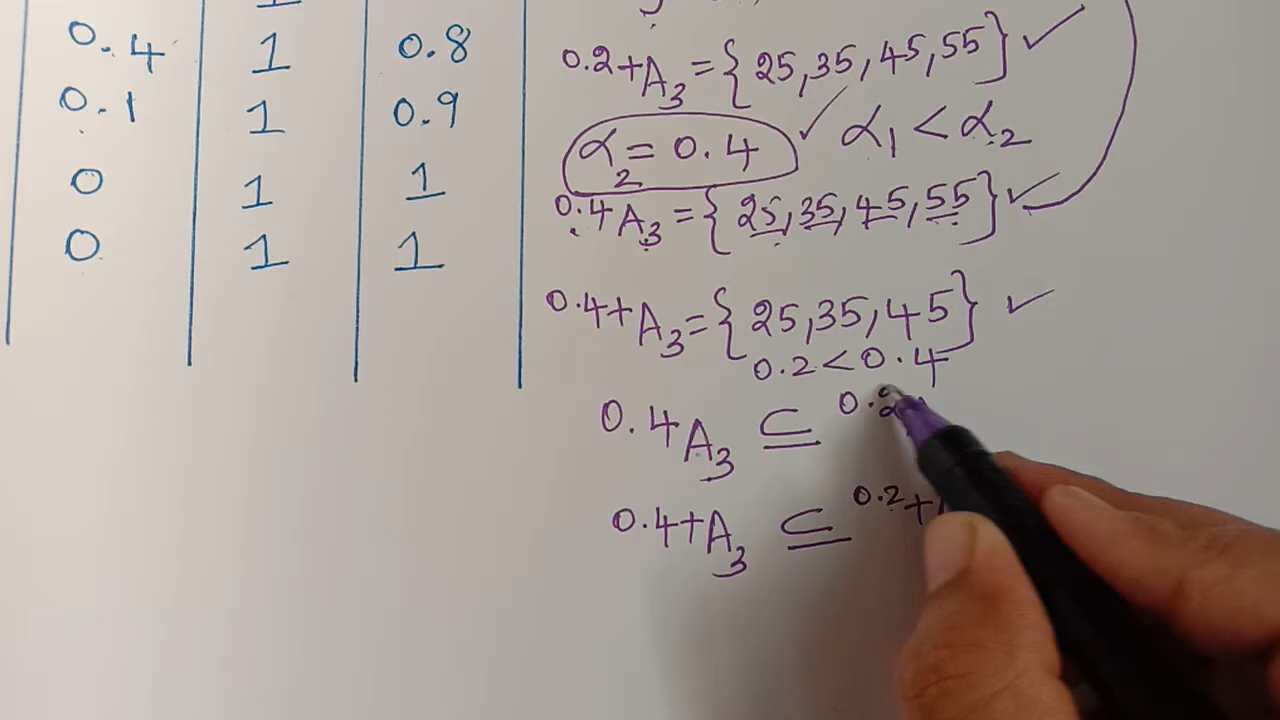 0.4 1 0.8
0.1 1 0.9
0 1 1
0 1 1
0.2+A₃ = {25, 35, 45, 55} ✓
α₂ = 0.4 ✓ α₁ < α₂
0.4A₃ = {25, 35, 45, 55} ✓
0.4+A₃ = {25, 35, 45} ✓
0.2 < 0.4
0.4A₃ ⊆ 0.2
0.4+A₃ ⊆ 0.2+